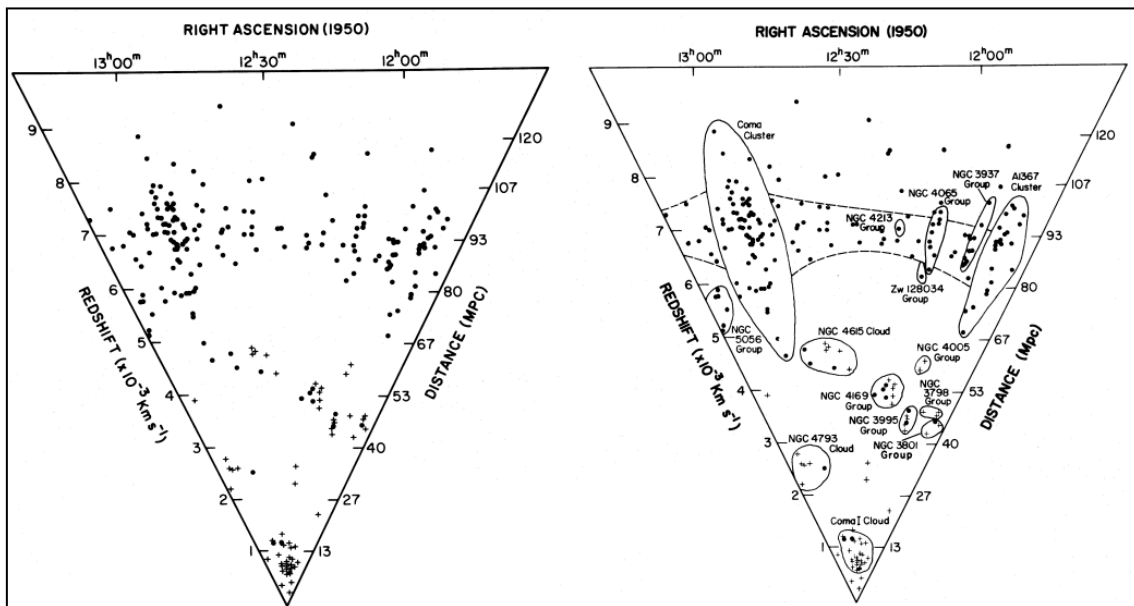 RIGHT ASCENSION (1950)
13ʰ00ᵐ 12ʰ30ᵐ 12ʰ00ᵐ
9
120
8
107
7
93
6
80
5
67
4
53
3
40
2
27
1
13
REDSHIFT (x10⁻³ Km s⁻¹)
DISTANCE (MPC)
RIGHT ASCENSION (1950)
13ʰ00ᵐ 12ʰ30ᵐ 12ʰ00ᵐ
9
120
8
107
7
93
6
80
5
67
4
53
3
40
2
27
1
13
REDSHIFT (x10⁻³ Km s⁻¹)
DISTANCE (Mpc)
Coma
Cluster
NGC 3937
Group
A1367
Cluster
NGC 4065
Group
NGC 4213
Group
Zw 128034
Group
NGC
5056
Group
NGC 4615 Cloud
NGC 4005
Group
NGC 4169
Group
NGC
3798
Group
NGC 3995
Group
NGC 3801
Group
NGC 4793
Cloud
Coma I Cloud